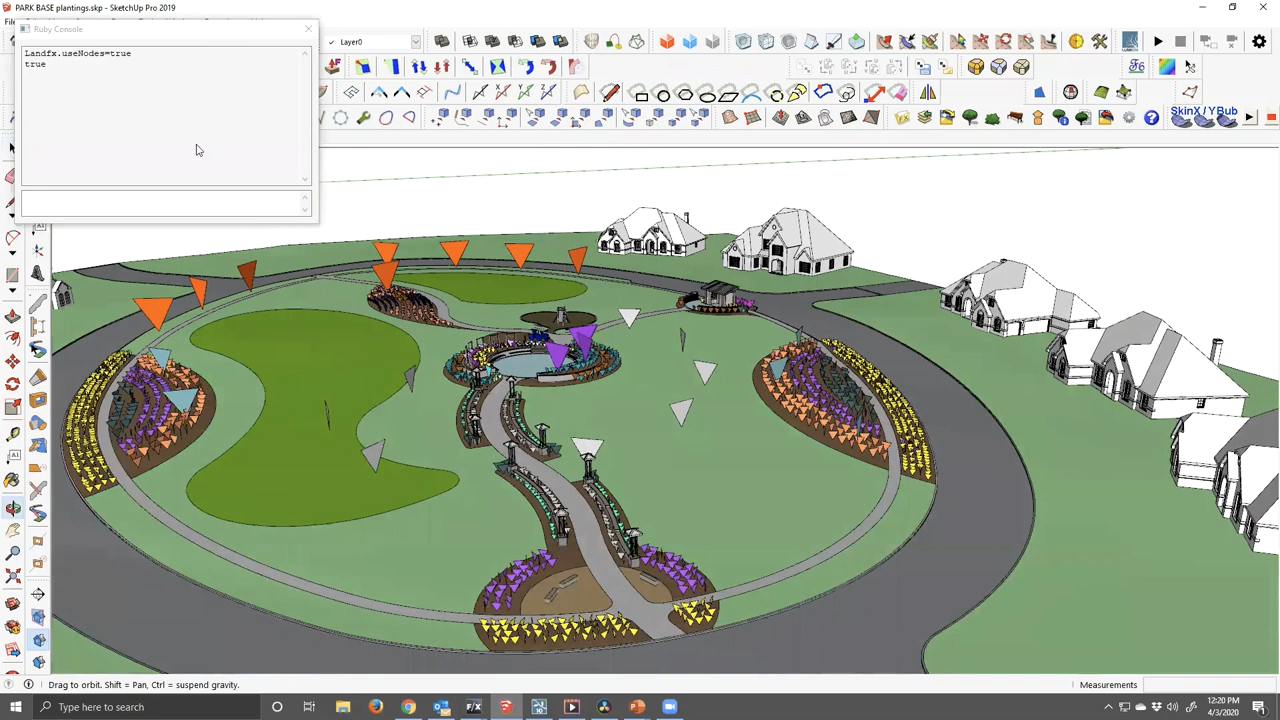 PARK BASE plantings.skp - SketchUp Pro 2019
Ruby Console
Landfx.useNodes=true
true
Layer0
SkinX / YBub
Drag to orbit. Shift = Pan, Ctrl = suspend gravity.
Measurements
Type here to search
12:20 PM
4/3/2020